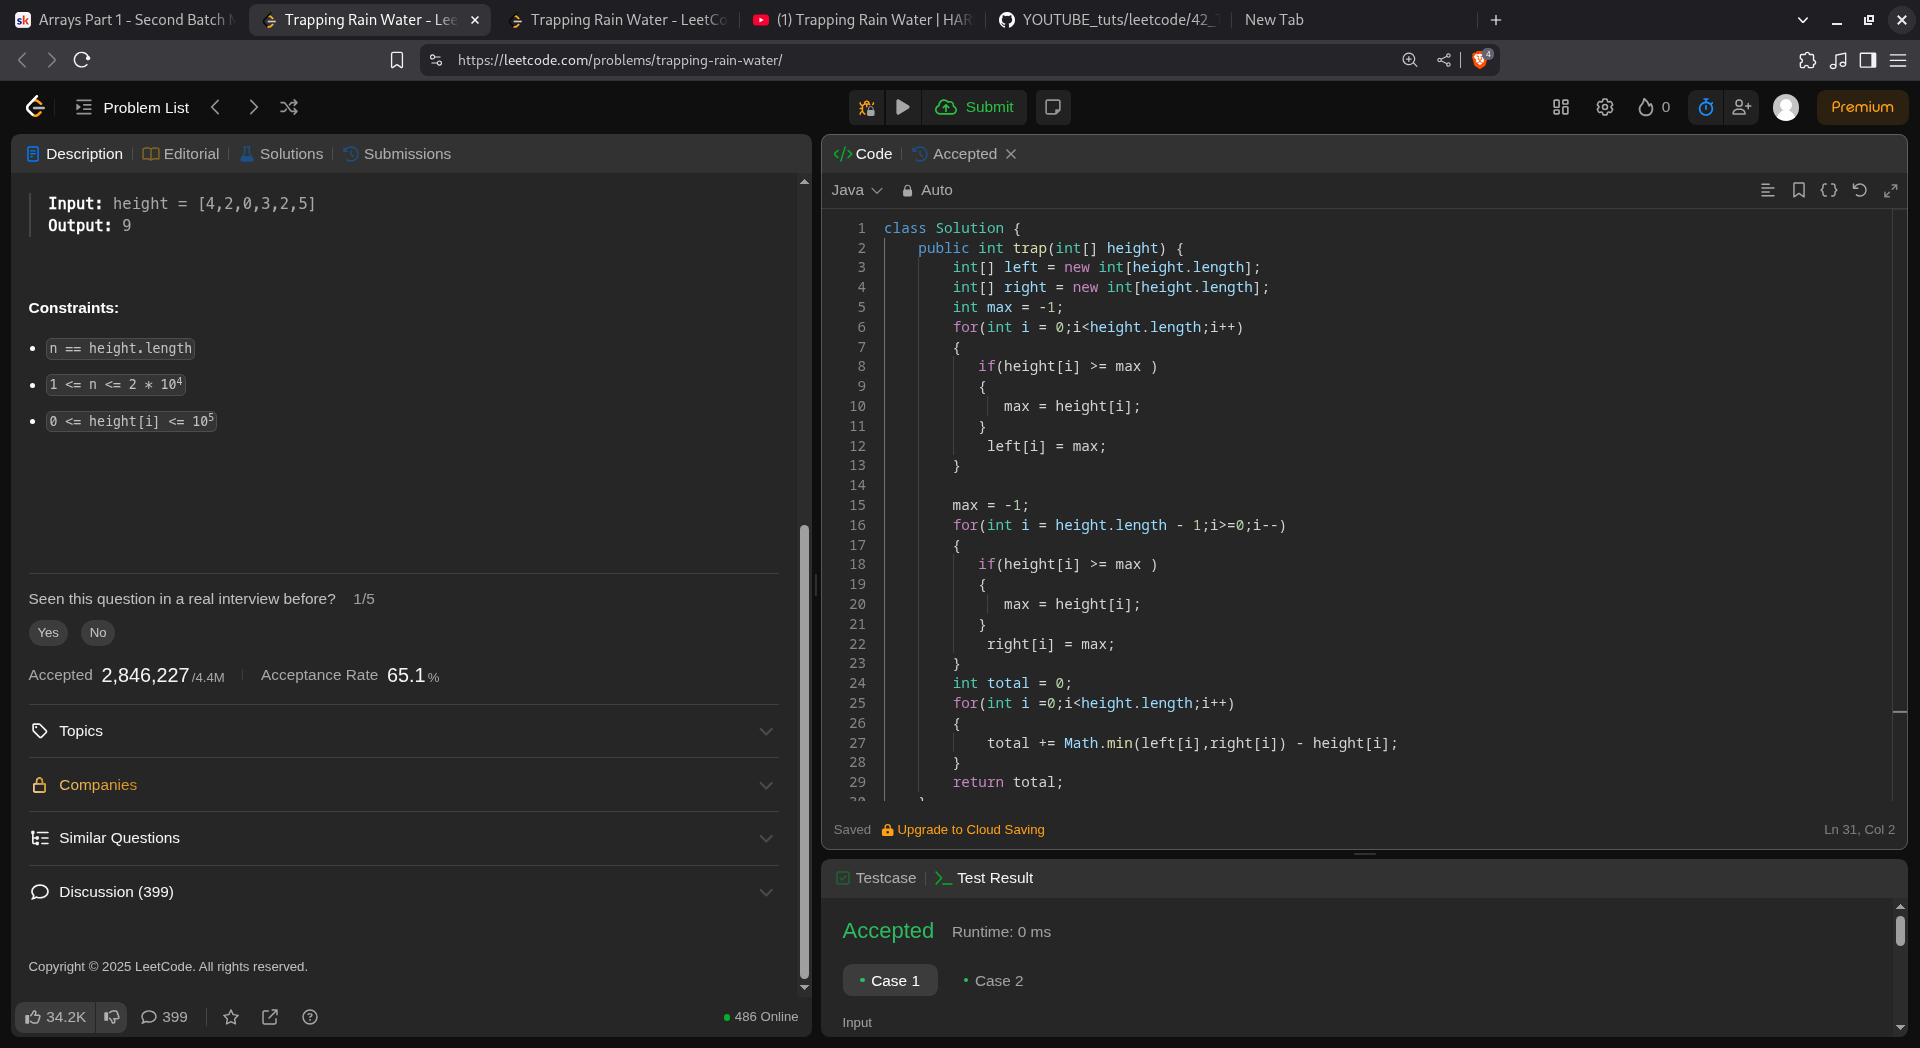 Arrays Part 1 - Second Batch
Trapping Rain Water - Lee
Trapping Rain Water - LeetCo
(1) Trapping Rain Water | HAR
YOUTUBE_tuts/leetcode/42_
New Tab
https://leetcode.com/problems/trapping-rain-water/
4
Problem List
Submit
0
Premium
Description
Editorial
Solutions
Submissions
Input: height = [4,2,0,3,2,5]
Output: 9
Constraints:
n == height.length
1 <= n <= 2 * 10^4
0 <= height[i] <= 10^5
Seen this question in a real interview before? 1/5
Yes No
Accepted 2,846,227/4.4M Acceptance Rate 65.1%
Topics
Companies
Similar Questions
Discussion (399)
Copyright © 2025 LeetCode. All rights reserved.
34.2K 399 486 Online
Code Accepted
Java Auto
1 class Solution {
2     public int trap(int[] height) {
3         int[] left = new int[height.length];
4         int[] right = new int[height.length];
5         int max = -1;
6         for(int i = 0;i<height.length;i++)
7         {
8            if(height[i] >= max )
9            {
10               max = height[i];
11            }
12             left[i] = max;
13         }
14
15         max = -1;
16         for(int i = height.length - 1;i>=0;i--)
17         {
18            if(height[i] >= max )
19            {
20               max = height[i];
21            }
22             right[i] = max;
23         }
24         int total = 0;
25         for(int i =0;i<height.length;i++)
26         {
27             total += Math.min(left[i],right[i]) - height[i];
28         }
29         return total;
30     }
Saved Upgrade to Cloud Saving Ln 31, Col 2
Testcase Test Result
Accepted Runtime: 0 ms
Case 1 Case 2
Input